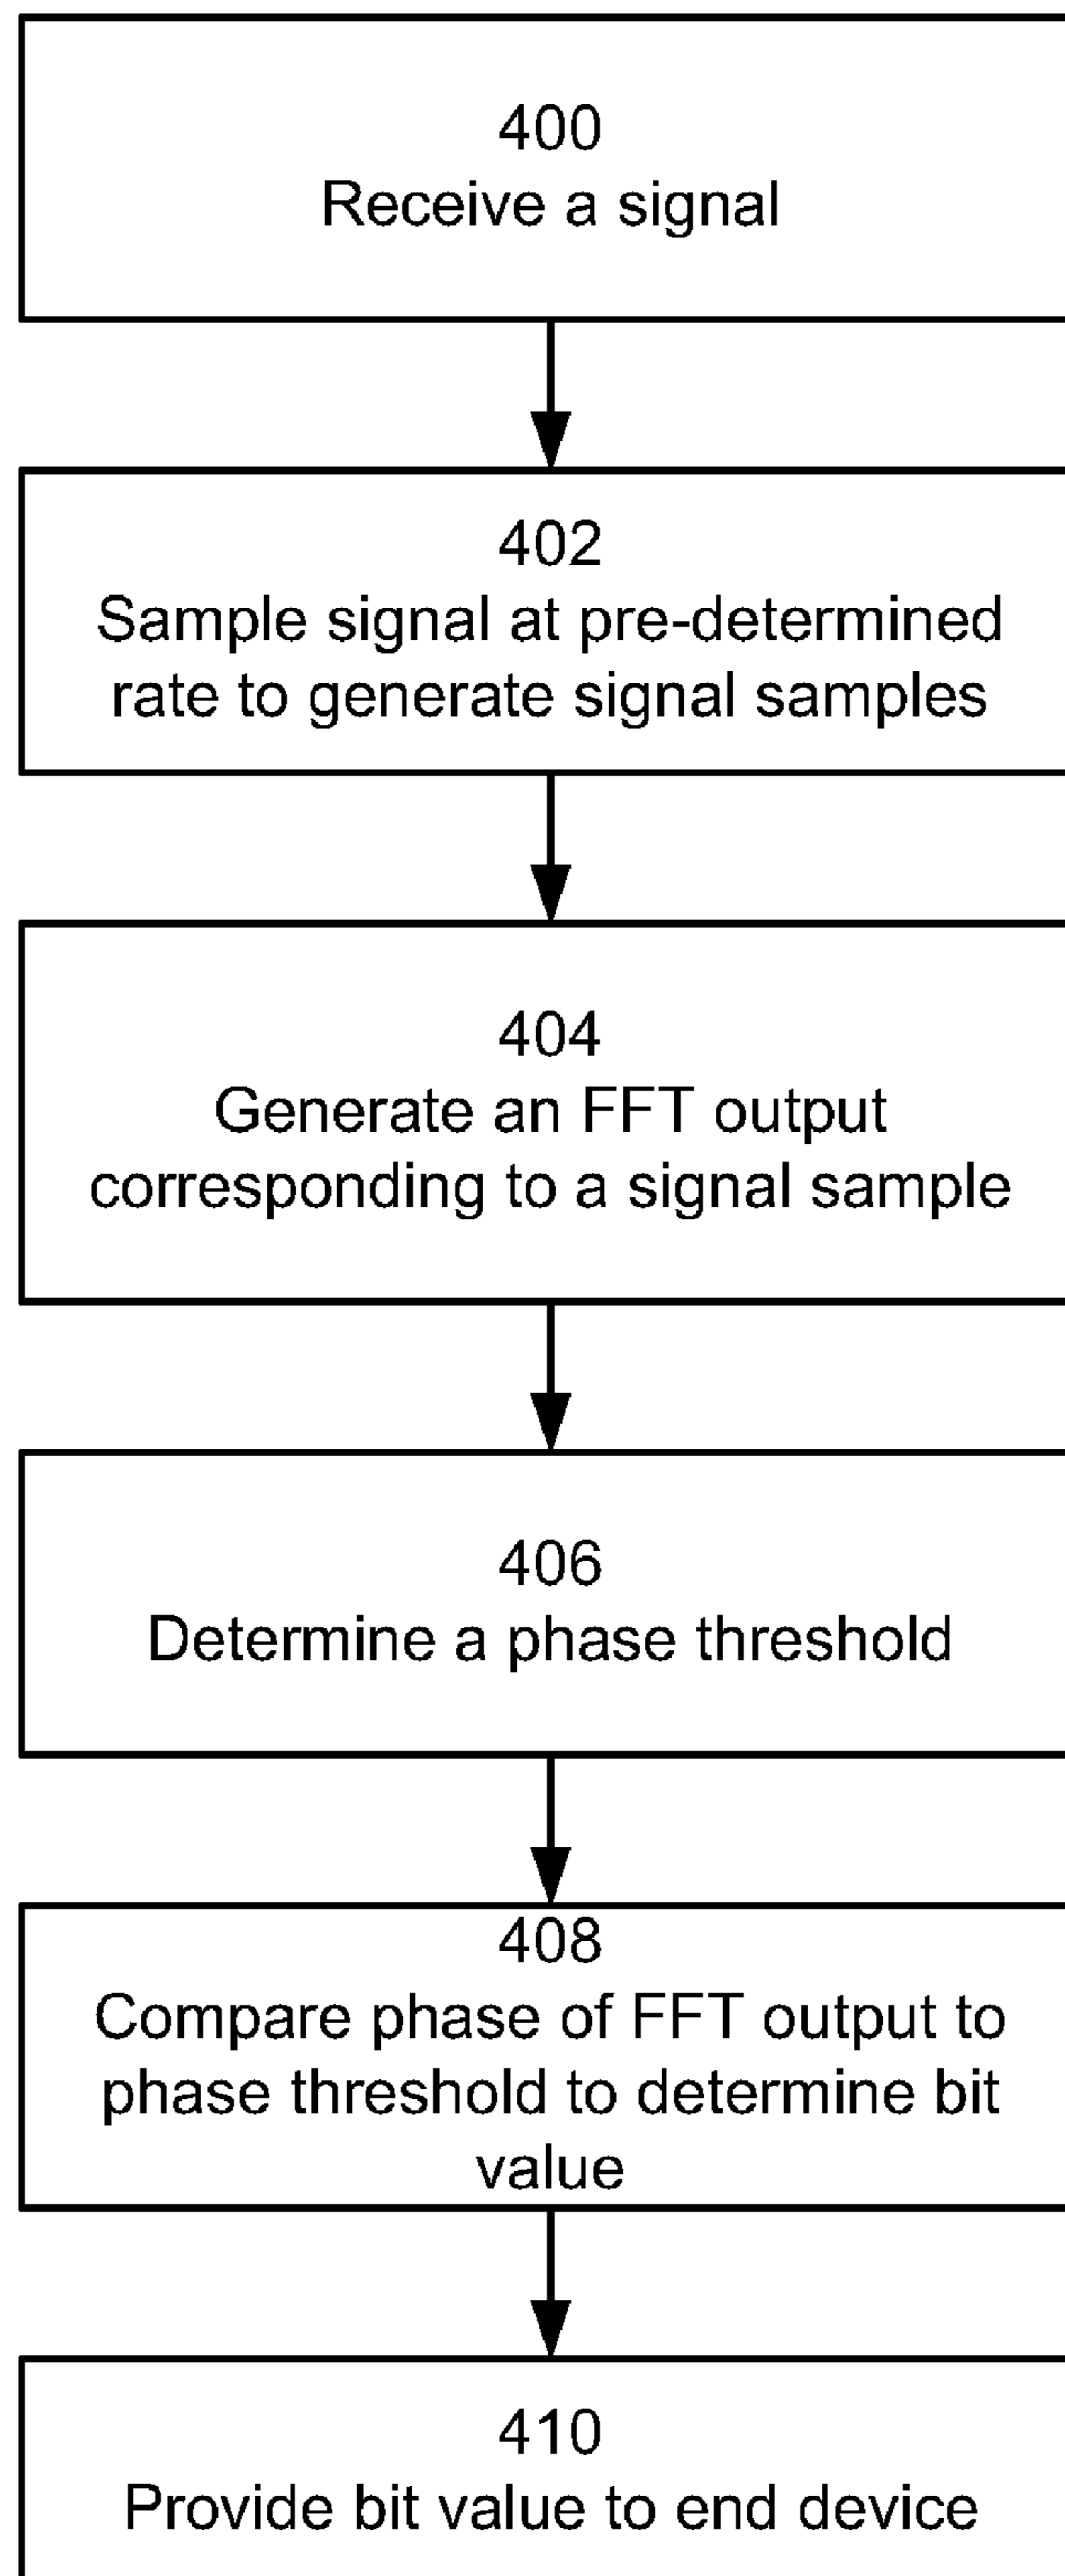 400
Receive a signal
402
Sample signal at pre-determined
rate to generate signal samples
404
Generate an FFT output
corresponding to a signal sample
406
Determine a phase threshold
408
Compare phase of FFT output to
phase threshold to determine bit
value
410
Provide bit value to end device